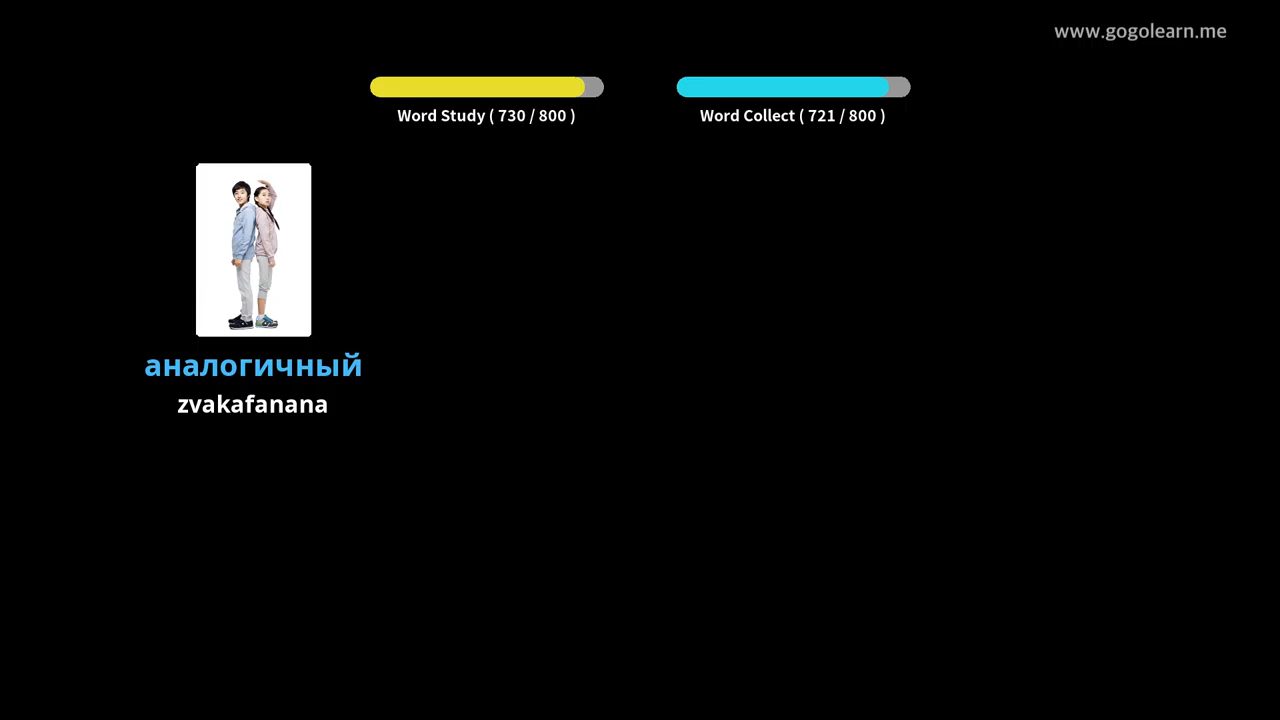 www.gogolearn.me
Word Study ( 730 / 800 )
Word Collect ( 721 / 800 )
аналогичный
zvakafanana